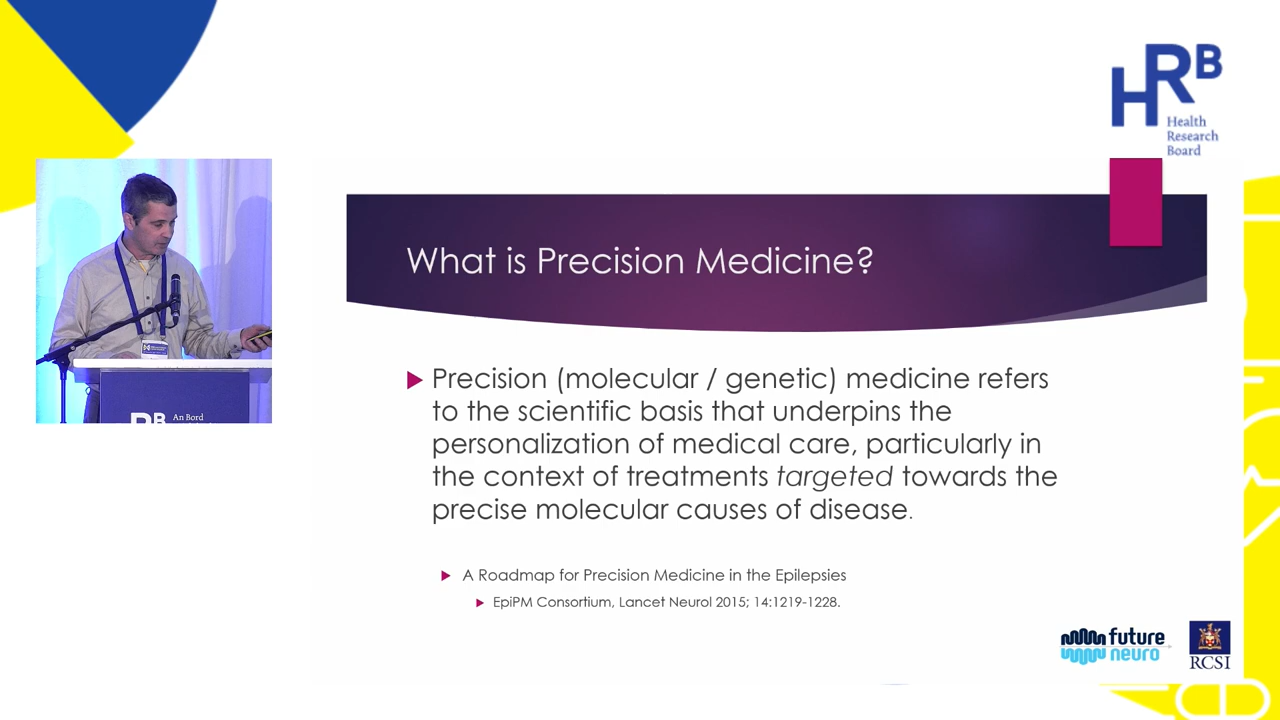 HRB
Health
Research
Board
What is Precision Medicine?
Precision (molecular / genetic) medicine refers
to the scientific basis that underpins the
personalization of medical care, particularly in
the context of treatments targeted towards the
precise molecular causes of disease.
A Roadmap for Precision Medicine in the Epilepsies
EpiPM Consortium, Lancet Neurol 2015; 14:1219-1228.
RB An Bord
future
neuro
RCSI